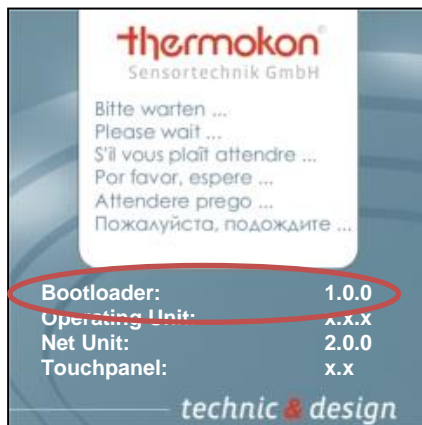 thermokon®
Sensortechnik GmbH
Bitte warten ...
Please wait ...
S'il vous plaît attendre ...
Por favor, espere ...
Attendere prego ...
Пожалуйста, подождите ...
Bootloader: 1.0.0
Operating Unit: x.x.x
Net Unit: 2.0.0
Touchpanel: x.x
technic & design